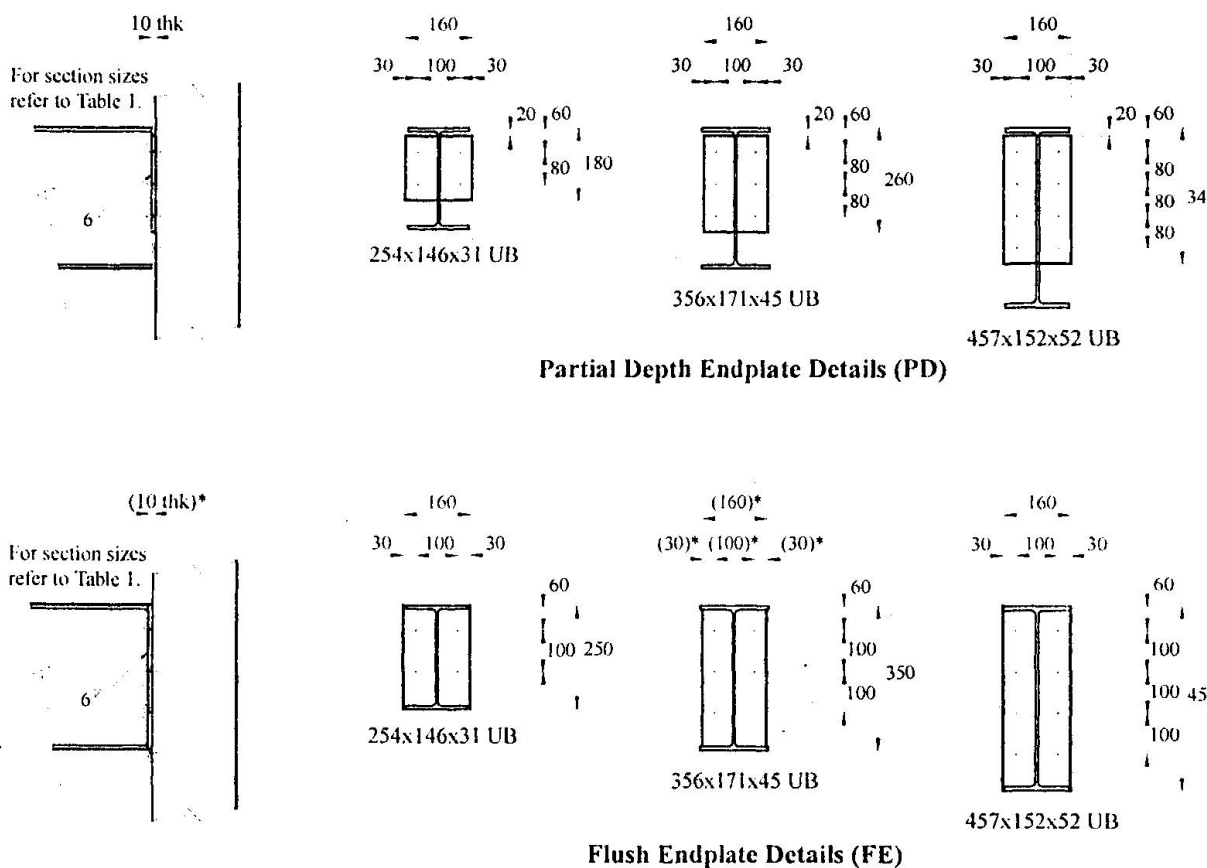 10 thk
For section sizes
refer to Table 1.
6
160
30 100 30
20 60
80 180
254x146x31 UB
160
30 100 30
20 60
80
260
80
356x171x45 UB
160
30 100 30
20 60
80
80 34
80
457x152x52 UB
Partial Depth Endplate Details (PD)
(10 thk)*
For section sizes
refer to Table 1.
6
160
30 100 30
60
100 250
254x146x31 UB
(160)*
(30)* (100)* (30)*
60
100
350
100
356x171x45 UB
160
30 100 30
60
100
100 45
100
457x152x52 UB
Flush Endplate Details (FE)